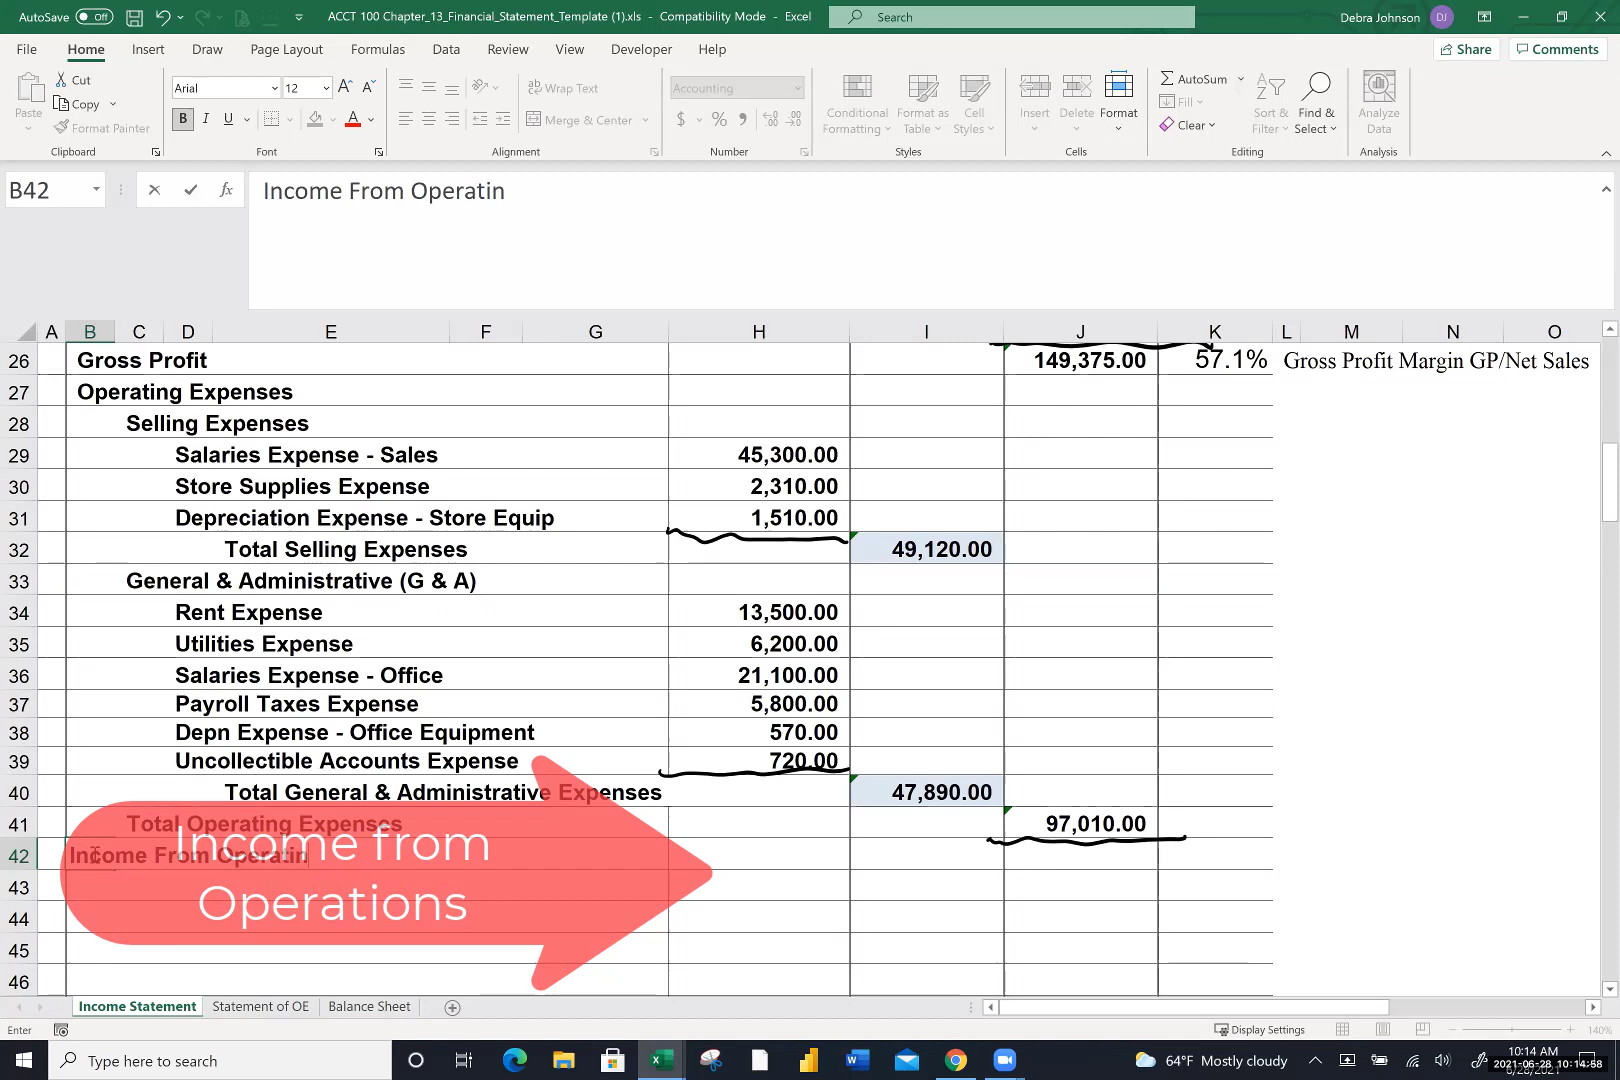 AutoSave Off ACCT 100 Chapter_13_Financial_Statement_Template (1).xls - Compatibility Mode - Excel Search Debra Johnson DJ
File Home Insert Draw Page Layout Formulas Data Review View Developer Help Share Comments
Paste Cut Copy Format Painter Clipboard
Arial 12 A A B I U A Font
Wrap Text Merge & Center Alignment
Accounting $ % , Number
Conditional Formatting Format as Table Cell Styles Styles
Insert Delete Format Cells
AutoSum Fill Clear Sort & Filter Find & Select Editing
Analyze Data Analysis
B42 fx Income From Operatin
A B C D E F G H I J K L M N O
26 Gross Profit 149,375.00 57.1% Gross Profit Margin GP/Net Sales
27 Operating Expenses
28 Selling Expenses
29 Salaries Expense - Sales 45,300.00
30 Store Supplies Expense 2,310.00
31 Depreciation Expense - Store Equip 1,510.00
32 Total Selling Expenses 49,120.00
33 General & Administrative (G & A)
34 Rent Expense 13,500.00
35 Utilities Expense 6,200.00
36 Salaries Expense - Office 21,100.00
37 Payroll Taxes Expense 5,800.00
38 Depn Expense - Office Equipment 570.00
39 Uncollectible Accounts Expense 720.00
40 Total General & Administrative Expenses 47,890.00
41 Total Operating Expenses 97,010.00
42 Income From Operatin
Income from
Operations
43
44
45
46
Income Statement Statement of OE Balance Sheet
Enter Display Settings 140%
Type here to search 64°F Mostly cloudy 10:14 AM
2021-06-28 10:14:58